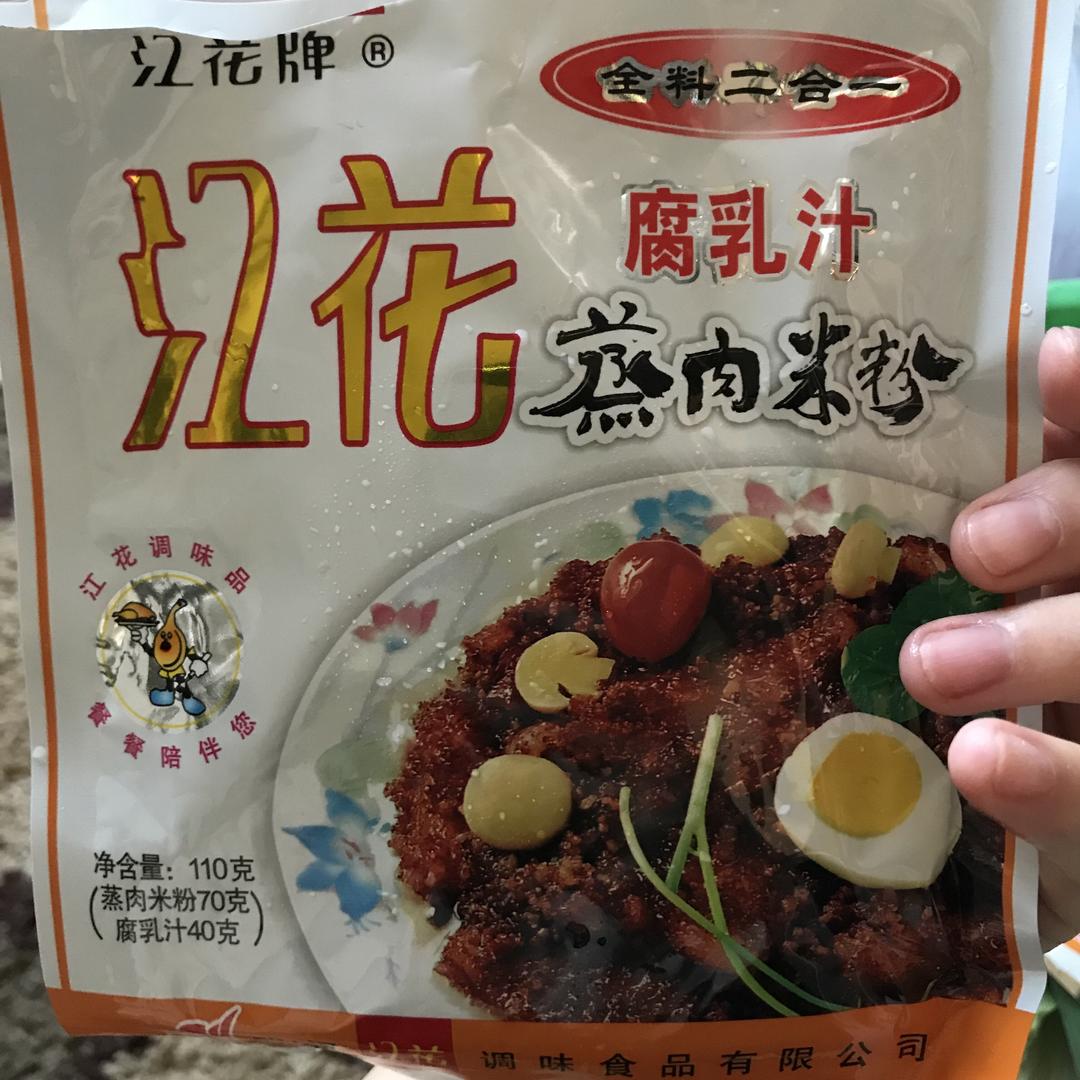 江花牌®
全料二合一
江花
腐乳汁
蒸肉米粉
江花调味品
餐餐陪伴您
净含量：110克
(蒸肉米粉70克
腐乳汁40克)
江花 调味食品有限公司